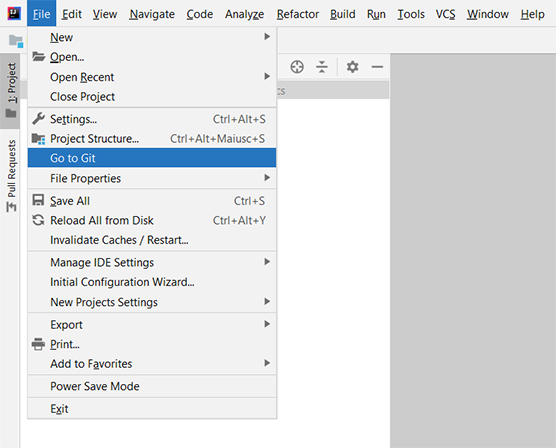 File Edit View Navigate Code Analyze Refactor Build Run Tools VCS Window Help
1: Project
Pull Requests
New
Open...
Open Recent
Close Project
Settings... Ctrl+Alt+S
Project Structure... Ctrl+Alt+Maiusc+S
Go to Git
File Properties
Save All Ctrl+S
Reload All from Disk Ctrl+Alt+Y
Invalidate Caches / Restart...
Manage IDE Settings
Initial Configuration Wizard...
New Projects Settings
Export
Print...
Add to Favorites
Power Save Mode
Exit